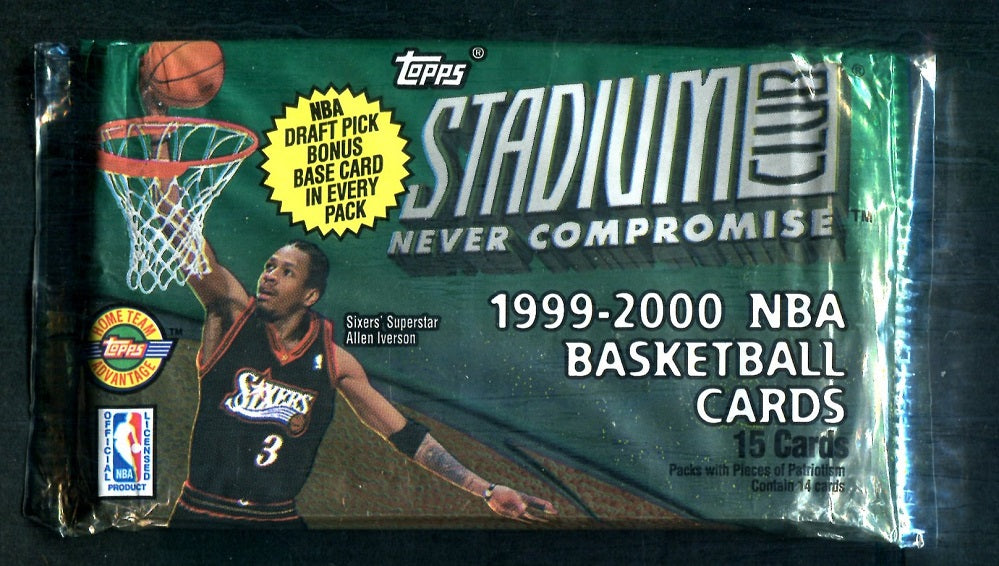 TOPPS®
STADIUM CLUB®
NEVER COMPROMISE™
NBA
DRAFT PICK
BONUS
BASE CARD
IN EVERY
PACK
1999-2000 NBA
BASKETBALL
CARDS
15 Cards
Packs with Pieces of Patriotism
Contain 14 cards
Sixers' Superstar
Allen Iverson
HOME TEAM
Topps
ADVANTAGE™
OFFICIAL
LICENSED
NBA
PRODUCT
SIXERS
3